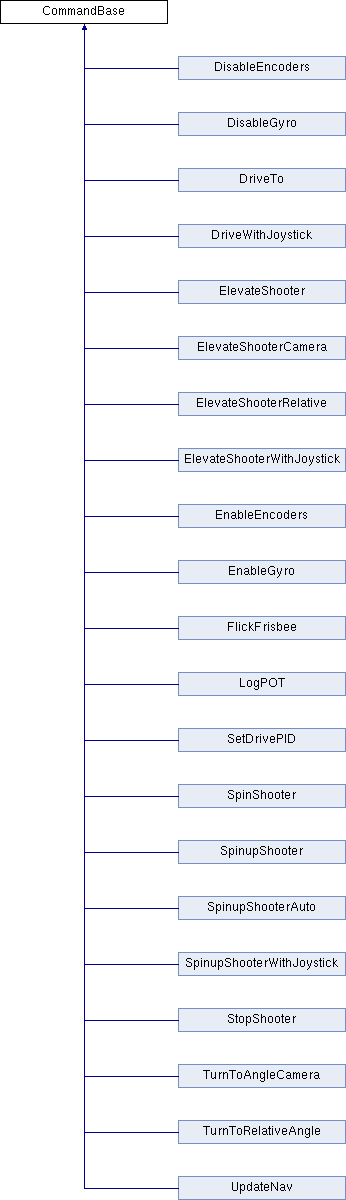 CommandBase
DisableEncoders
DisableGyro
DriveTo
DriveWithJoystick
ElevateShooter
ElevateShooterCamera
ElevateShooterRelative
ElevateShooterWithJoystick
EnableEncoders
EnableGyro
FlickFrisbee
LogPOT
SetDrivePID
SpinShooter
SpinupShooter
SpinupShooterAuto
SpinupShooterWithJoystick
StopShooter
TurnToAngleCamera
TurnToRelativeAngle
UpdateNav